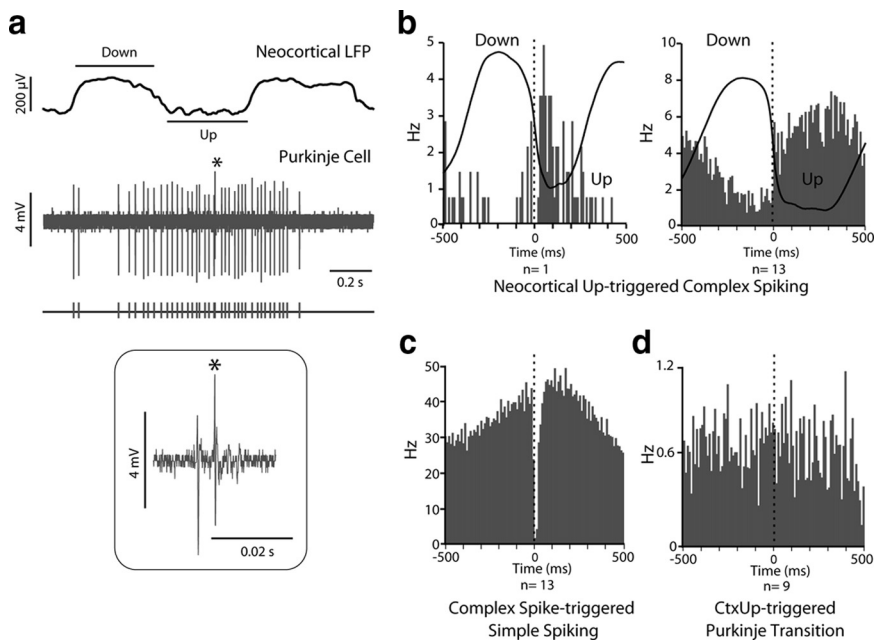 a
Down
Neocortical LFP
200 µV
Up
Purkinje Cell
*
4 mV
0.2 s
*
4 mV
0.02 s
b
5
4
3
2
1
0
Hz
Down
Up
-500
0
500
Time (ms)
n= 1
10
8
6
4
2
0
Hz
Down
Up
-500
0
500
Time (ms)
n= 13
Neocortical Up-triggered Complex Spiking
c
50
40
30
20
10
0
Hz
-500
0
500
Time (ms)
n= 13
Complex Spike-triggered
Simple Spiking
d
1.2
0.6
0
Hz
-500
0
500
Time (ms)
n= 9
CtxUp-triggered
Purkinje Transition